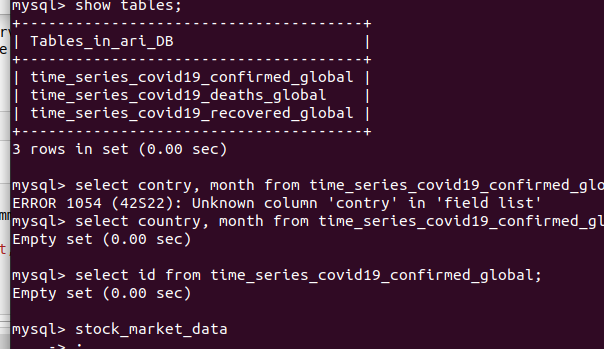 mysql> show tables;
+---------------------------------------+
| Tables_in_ari_DB                      |
+---------------------------------------+
| time_series_covid19_confirmed_global |
| time_series_covid19_deaths_global    |
| time_series_covid19_recovered_global |
+---------------------------------------+
3 rows in set (0.00 sec)
mysql> select contry, month from time_series_covid19_confirmed_glo
ERROR 1054 (42S22): Unknown column 'contry' in 'field list'
mysql> select country, month from time_series_covid19_confirmed_gl
Empty set (0.00 sec)
mysql> select id from time_series_covid19_confirmed_global;
Empty set (0.00 sec)
mysql> stock_market_data
    -> ;